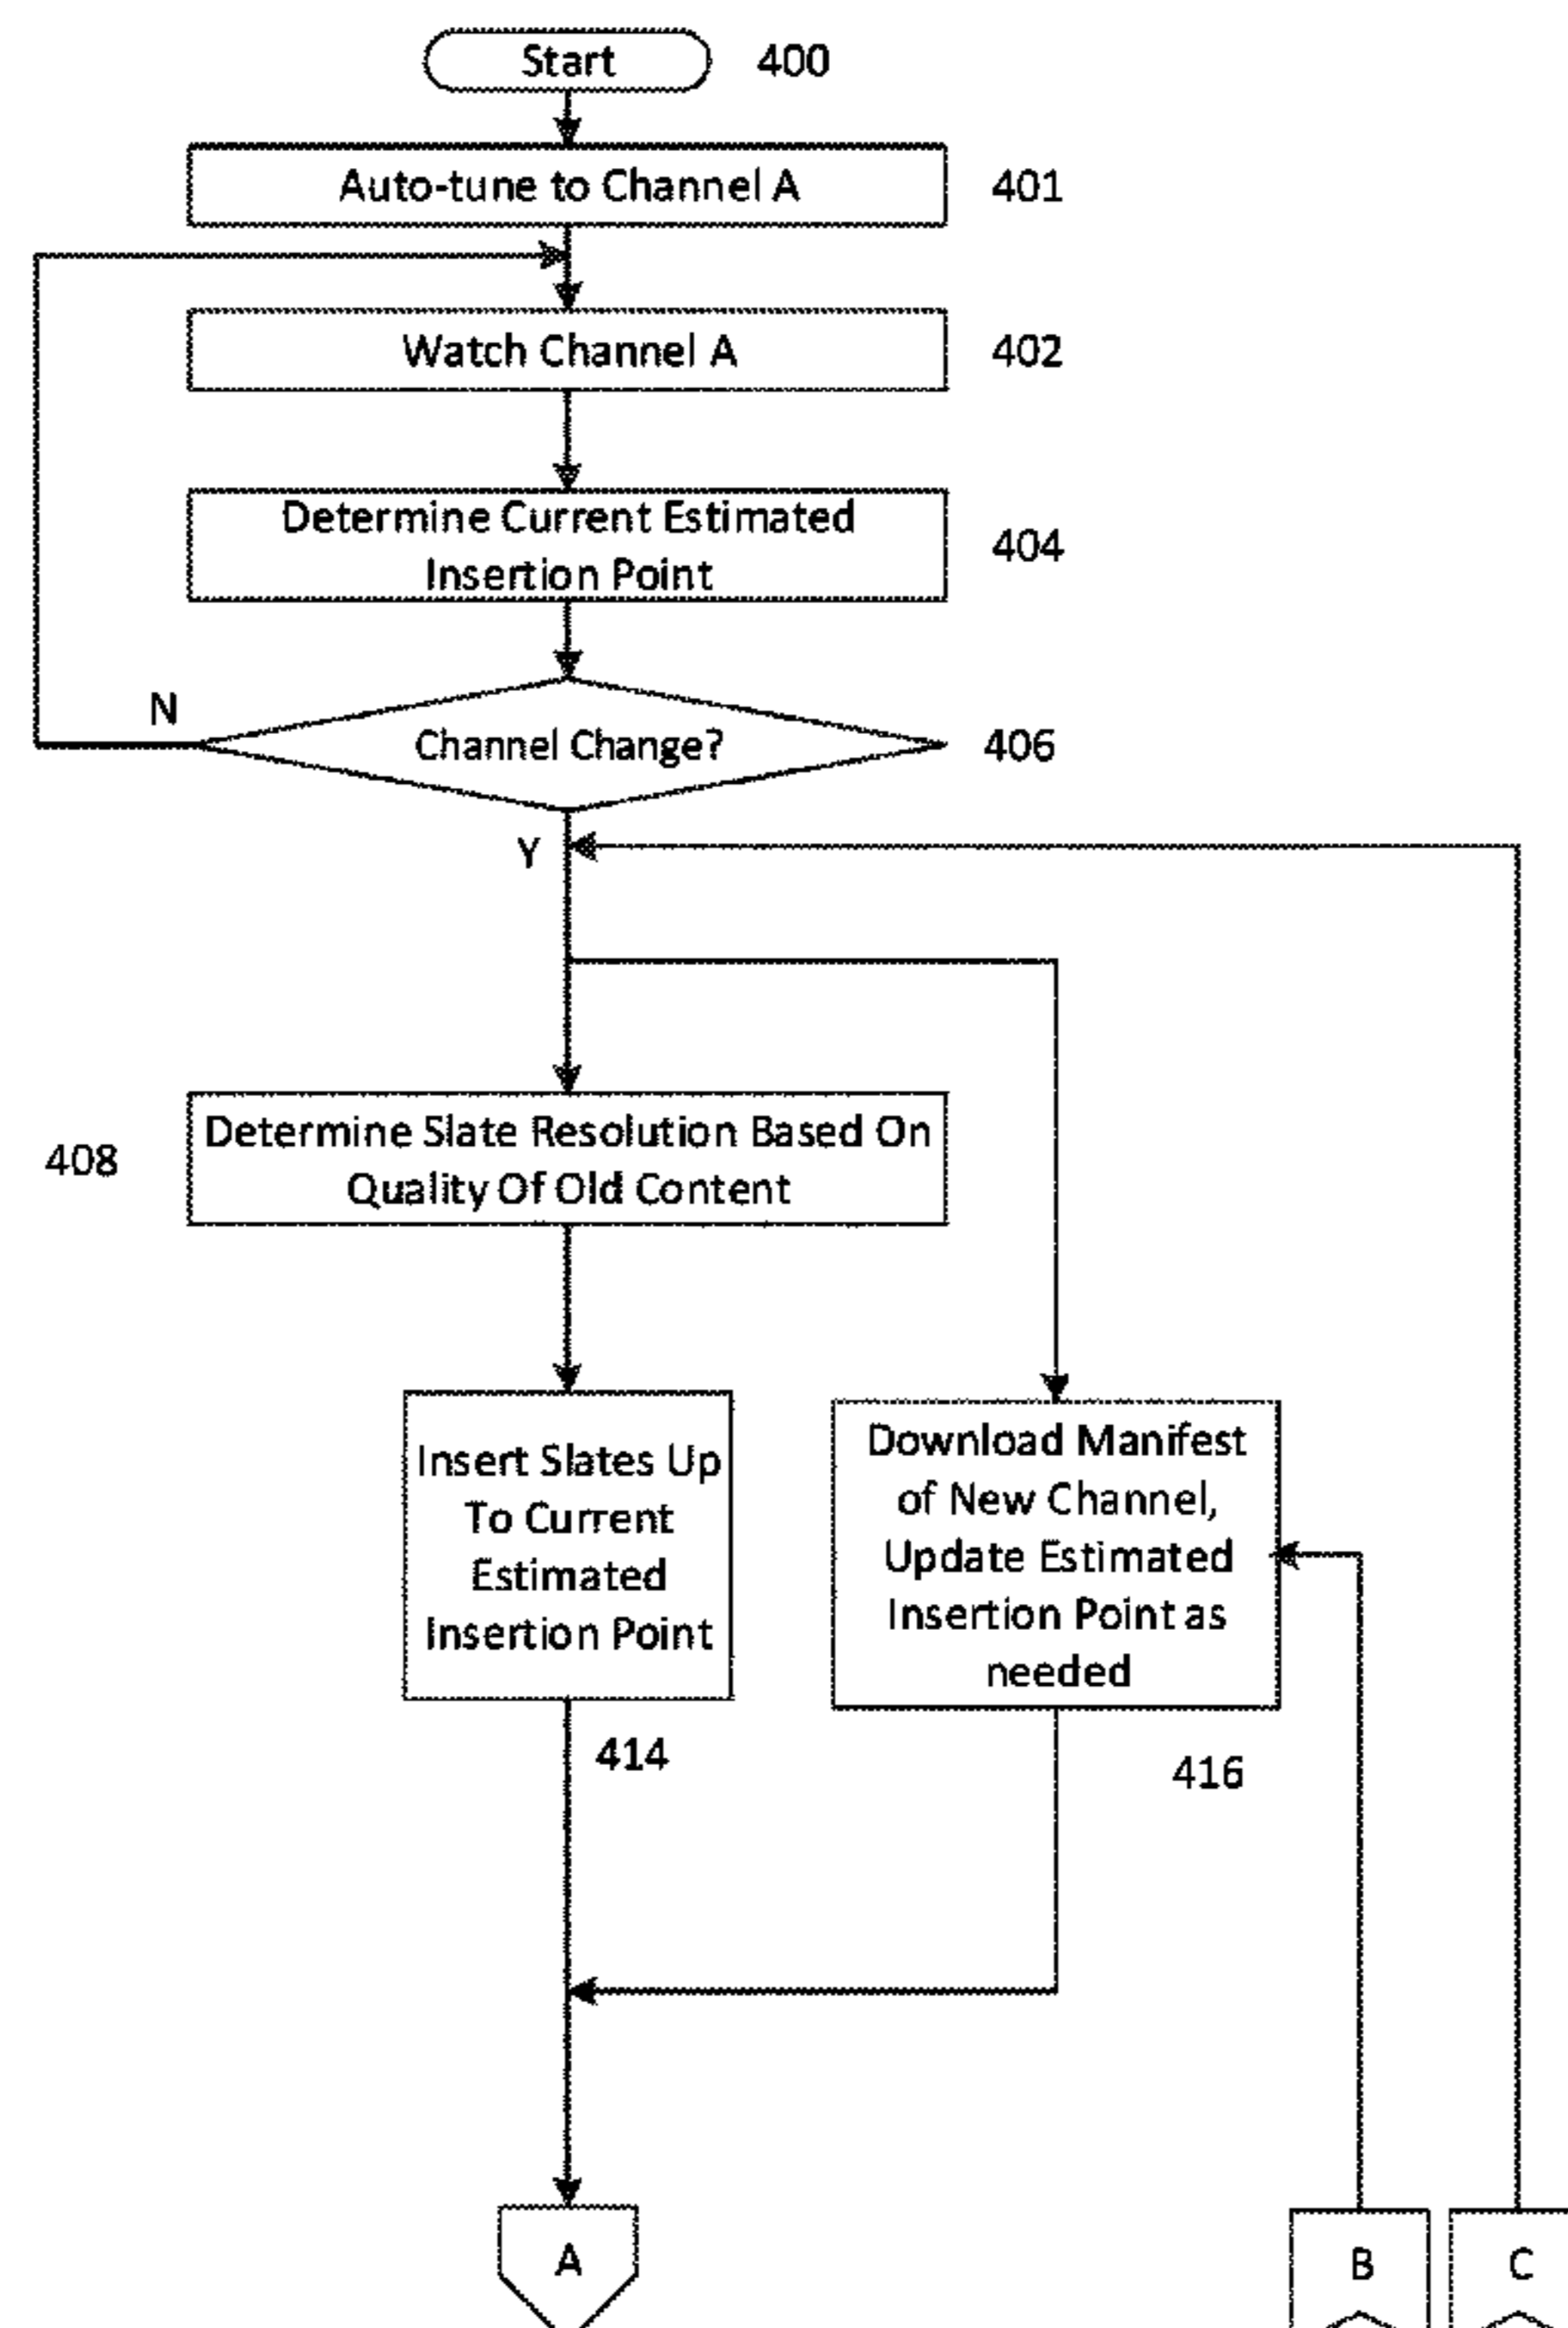 Start
400
Auto-tune to Channel A
401
Watch Channel A
402
Determine Current Estimated
Insertion Point
404
N
Channel Change?
406
Y
Determine Slate Resolution Based On
Quality Of Old Content
408
Insert Slates Up
To Current
Estimated
Insertion Point
414
Download Manifest
of New Channel,
Update Estimated
Insertion Point as
needed
416
A
B
C